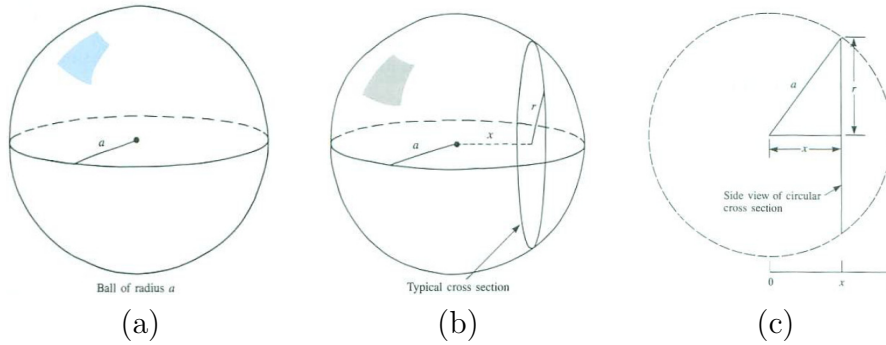 a
Ball of radius a
(a)
a
x
r
Typical cross section
(b)
a
r
x
Side view of circular
cross section
0
x
(c)